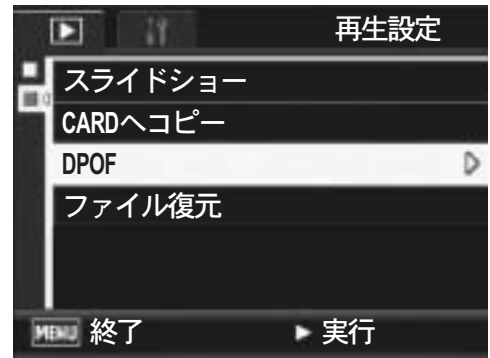 再生設定
スライドショー
CARDへコピー
DPOF
ファイル復元
MENU 終了 ▶ 実行